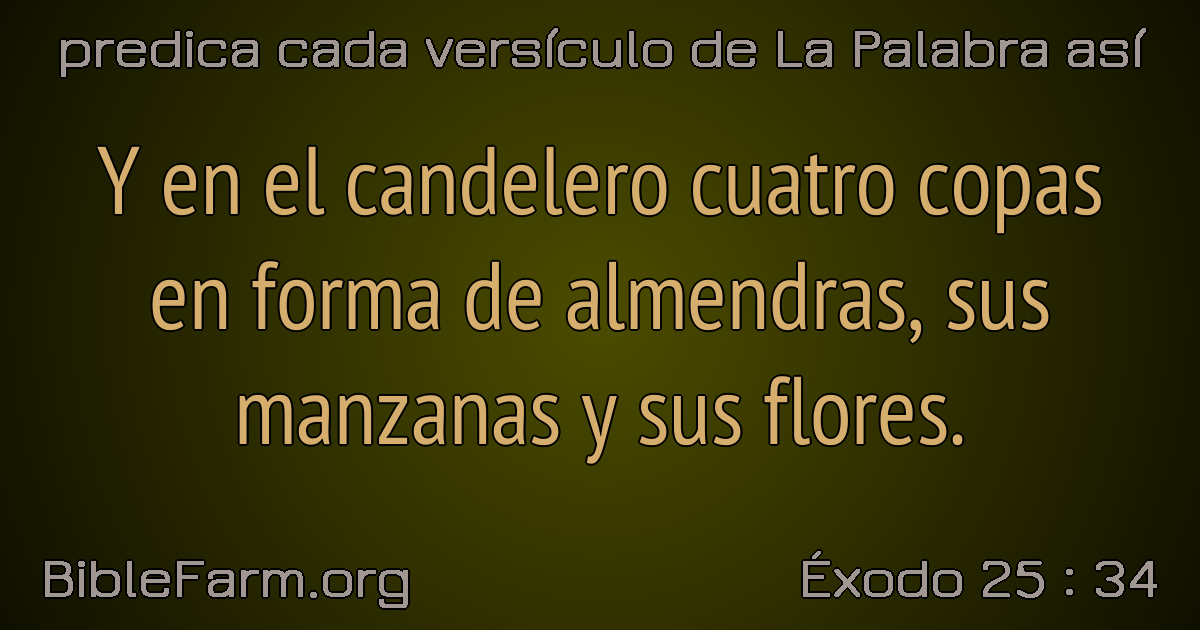 predica cada versículo de La Palabra así
Y en el candelero cuatro copas
en forma de almendras, sus
manzanas y sus flores.
BibleFarm.org
Éxodo 25 : 34